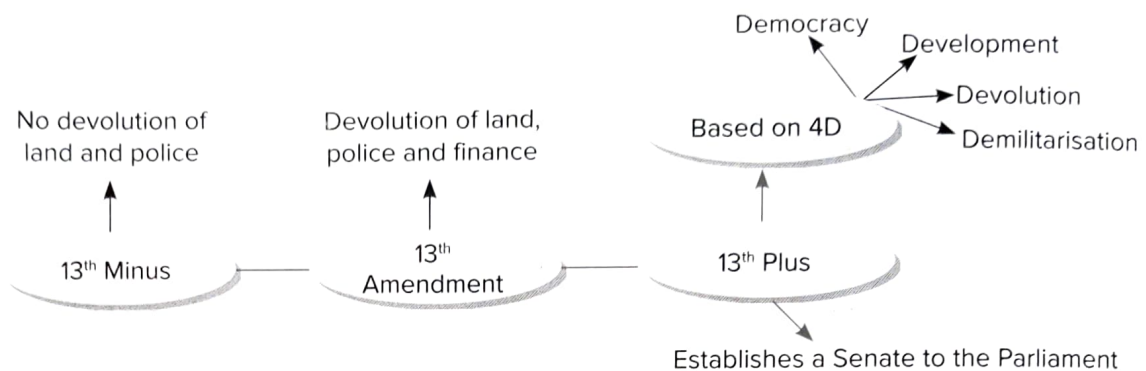 Democracy
Development
Devolution
Demilitarisation
Based on 4D
No devolution of
land and police
Devolution of land,
police and finance
13th Minus
13th
Amendment
13th Plus
Establishes a Senate to the Parliament